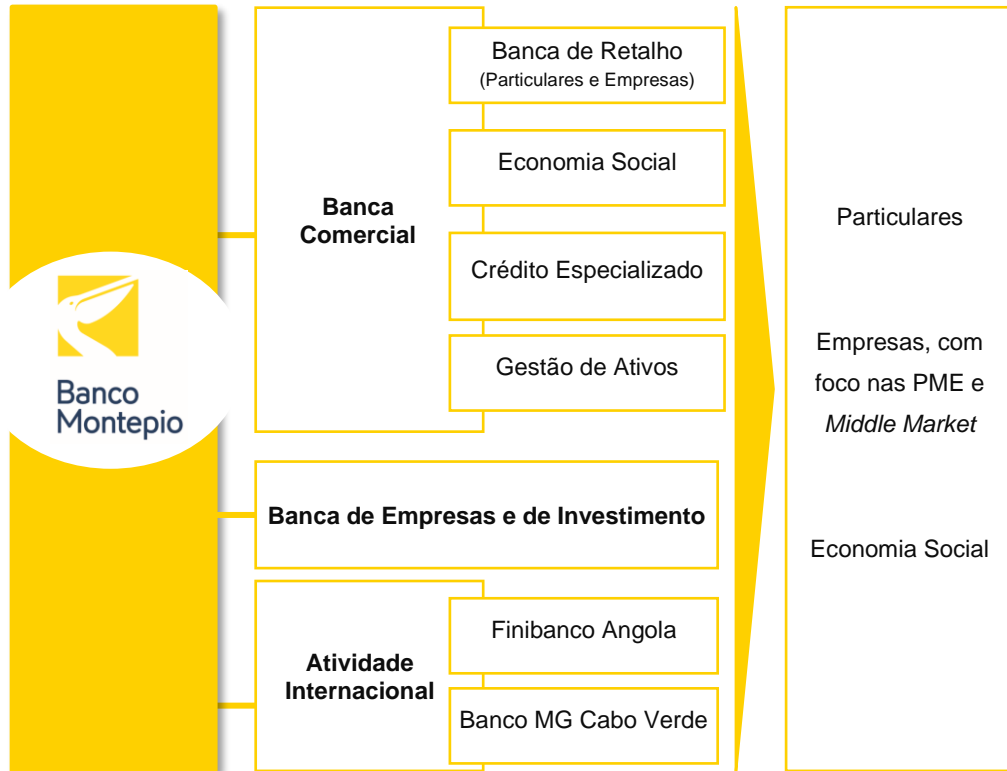 Banco
Montepio
Banca
Comercial
Banca de Retalho
(Particulares e Empresas)
Economia Social
Crédito Especializado
Gestão de Ativos
Banca de Empresas e de Investimento
Atividade
Internacional
Finibanco Angola
Banco MG Cabo Verde
Particulares
Empresas, com
foco nas PME e
Middle Market
Economia Social